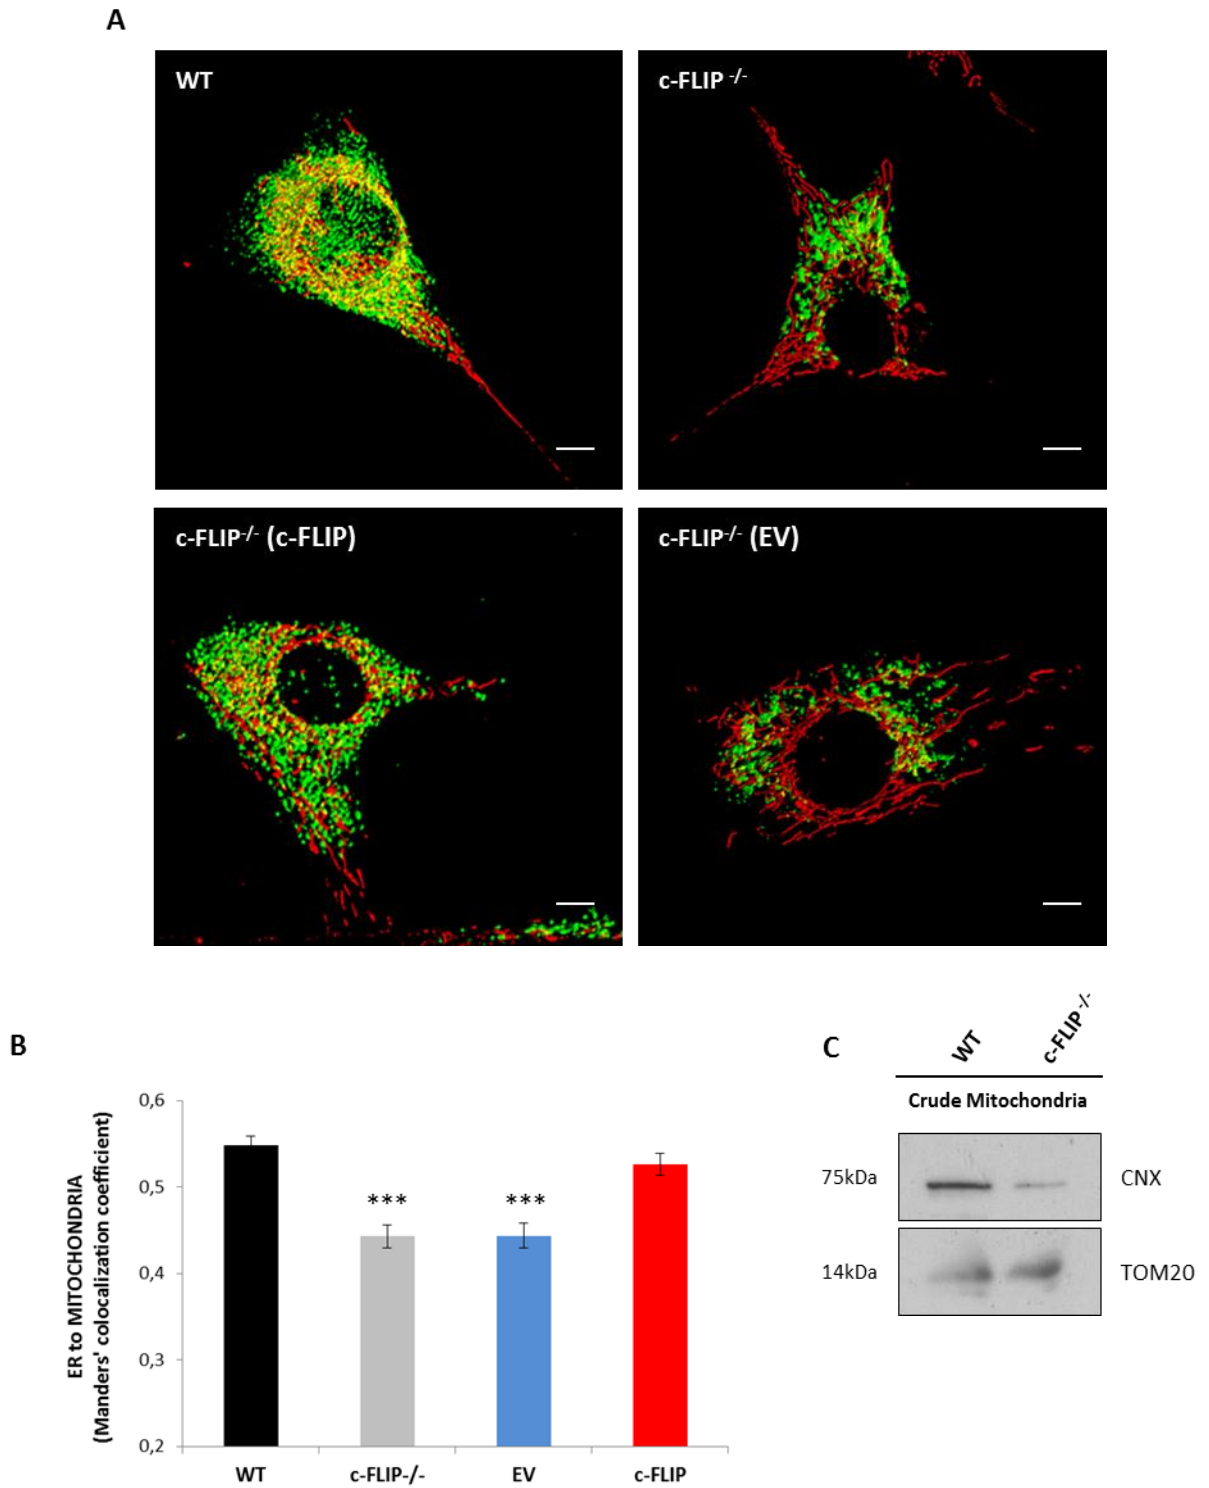 A
WT
c-FLIP -/-
c-FLIP-/- (c-FLIP)
c-FLIP-/- (EV)
B
ER to MITOCHONDRIA
(Manders' colocalization coefficient)
0,6
0,5
0,4
0,3
0,2
***
***
WT
c-FLIP-/-
EV
c-FLIP
C
WT
c-FLIP-/-
Crude Mitochondria
75kDa
CNX
14kDa
TOM20